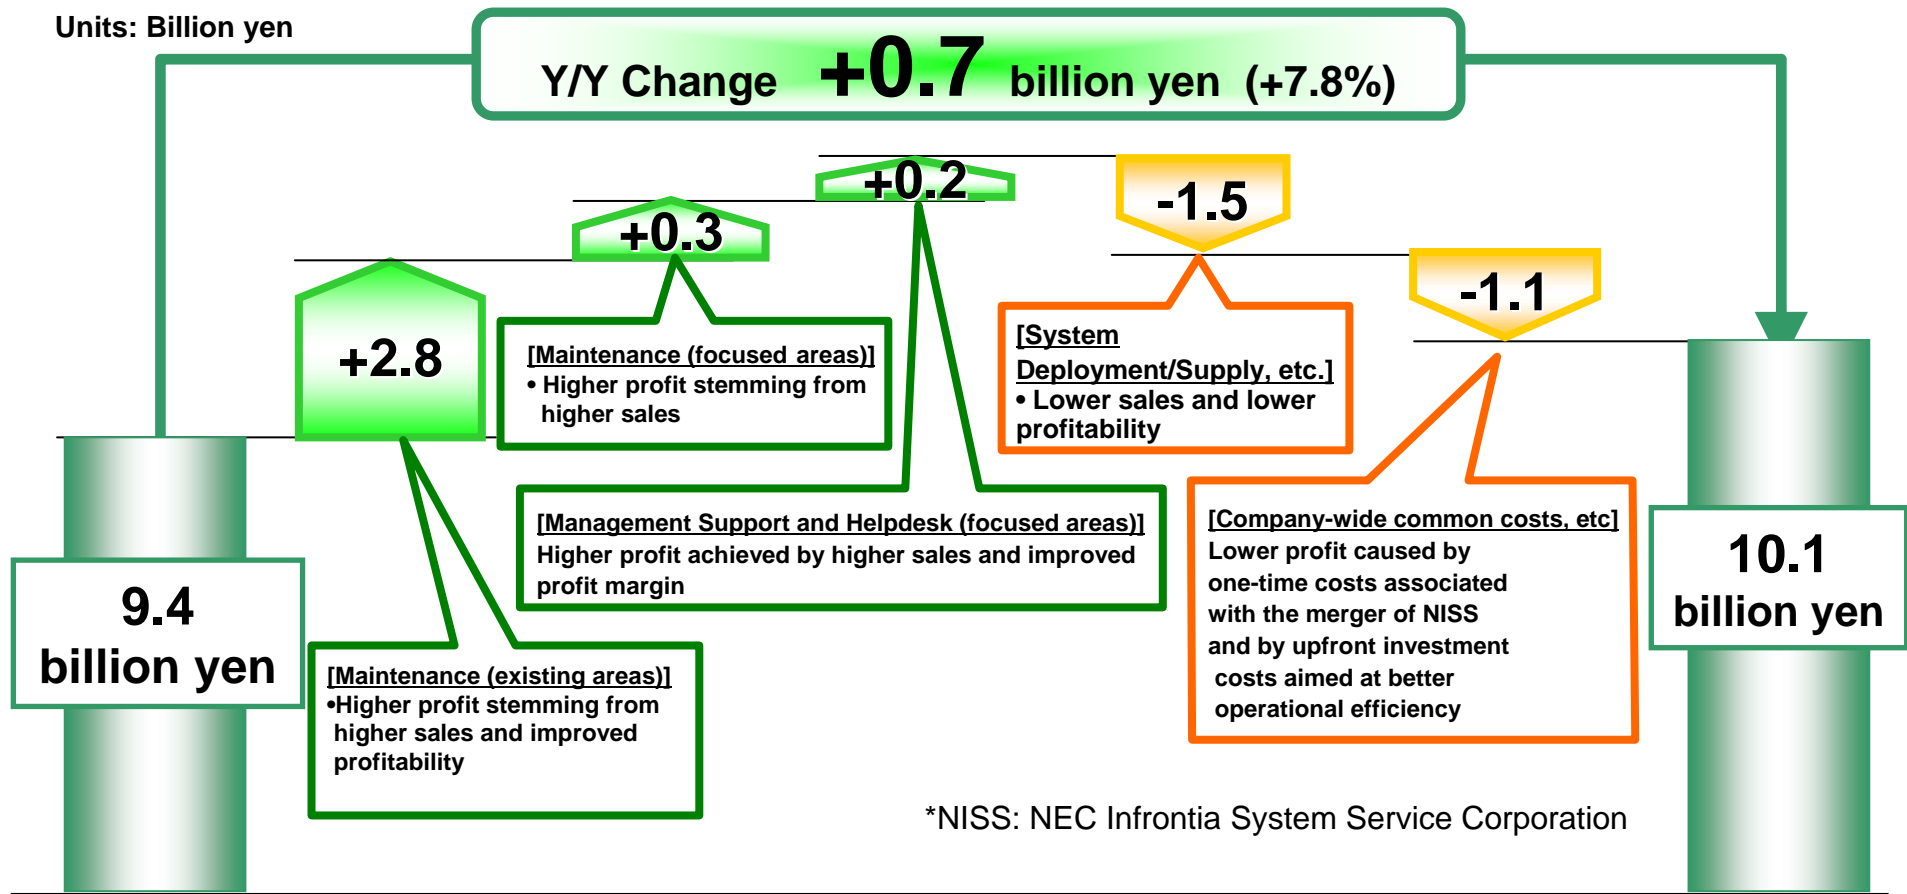 Units: Billion yen
Y/Y Change +0.7 billion yen (+7.8%)
+0.2
-1.5
+0.3
-1.1
+2.8
[Maintenance (focused areas)]
• Higher profit stemming from
higher sales
[System
Deployment/Supply, etc.]
• Lower sales and lower
profitability
[Management Support and Helpdesk (focused areas)]
Higher profit achieved by higher sales and improved
profit margin
[Company-wide common costs, etc]
Lower profit caused by
one-time costs associated
with the merger of NISS
and by upfront investment
costs aimed at better
operational efficiency
9.4
billion yen
10.1
billion yen
[Maintenance (existing areas)]
•Higher profit stemming from
higher sales and improved
profitability
*NISS: NEC Infrontia System Service Corporation